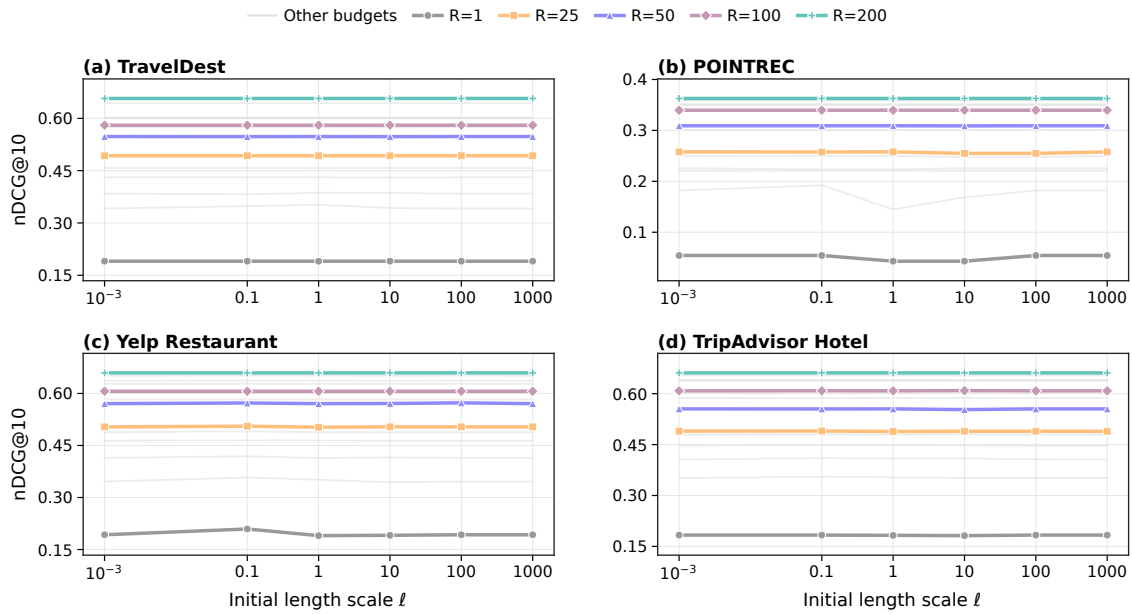 Other budgets R=1 R=25 R=50 R=100 R=200
(a) TravelDest
nDCG@10
0.60
0.45
0.30
0.15
10⁻³ 0.1 1 10 100 1000
(b) POINTREC
0.4
0.3
0.2
0.1
10⁻³ 0.1 1 10 100 1000
(c) Yelp Restaurant
nDCG@10
0.60
0.45
0.30
0.15
10⁻³ 0.1 1 10 100 1000
Initial length scale ℓ
(d) TripAdvisor Hotel
0.60
0.45
0.30
0.15
10⁻³ 0.1 1 10 100 1000
Initial length scale ℓ